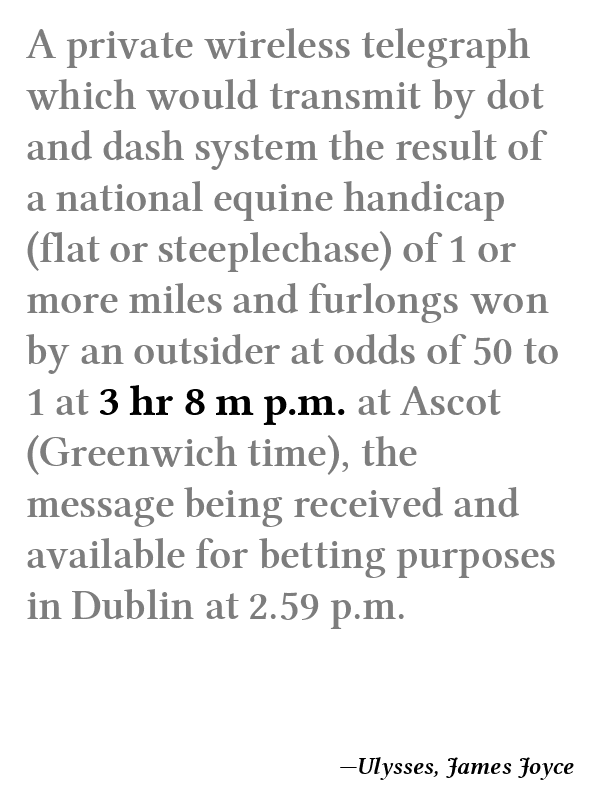 A private wireless telegraph
which would transmit by dot
and dash system the result of
a national equine handicap
(flat or steeplechase) of 1 or
more miles and furlongs won
by an outsider at odds of 50 to
1 at 3 hr 8 m p.m. at Ascot
(Greenwich time), the
message being received and
available for betting purposes
in Dublin at 2.59 p.m.
—Ulysses, James Joyce